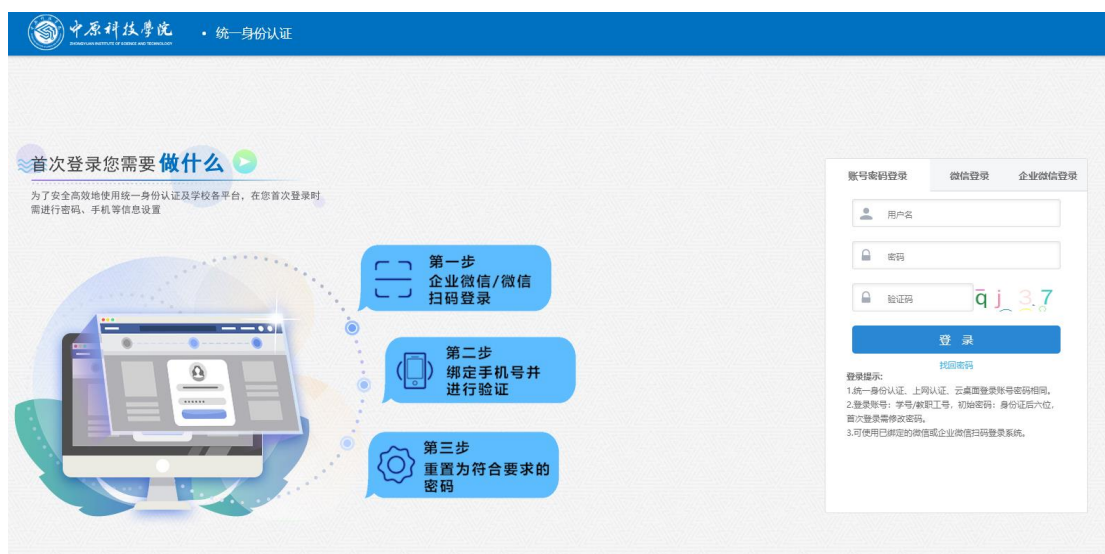 中原科技學院
ZHONGYUAN INSTITUTE OF SCIENCE AND TECHNOLOGY
· 统一身份认证
首次登录您需要做什么
为了安全高效地使用统一身份认证及学校各平台，在您首次登录时
需进行密码、手机等信息设置
第一步
企业微信/微信
扫码登录
第二步
绑定手机号并
进行验证
第三步
重置为符合要求的
密码
账号密码登录 微信登录 企业微信登录
用户名
密码
验证码 q j 3. 7
登 录
找回密码
登录提示:
1.统一身份认证、上网认证、云桌面登录账号密码相同。
2.登录账号：学号/教职工号，初始密码：身份证后六位，
首次登录需修改密码。
3.可使用已绑定的微信或企业微信扫码登录系统。